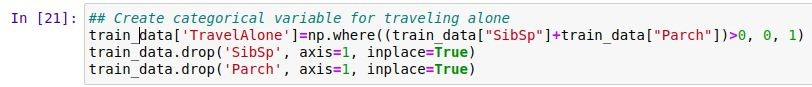 In [21]: ## Create categorical variable for traveling alone
train_data['TravelAlone']=np.where((train_data["SibSp"]+train_data["Parch"])>0, 0, 1)
train_data.drop('SibSp', axis=1, inplace=True)
train_data.drop('Parch', axis=1, inplace=True)